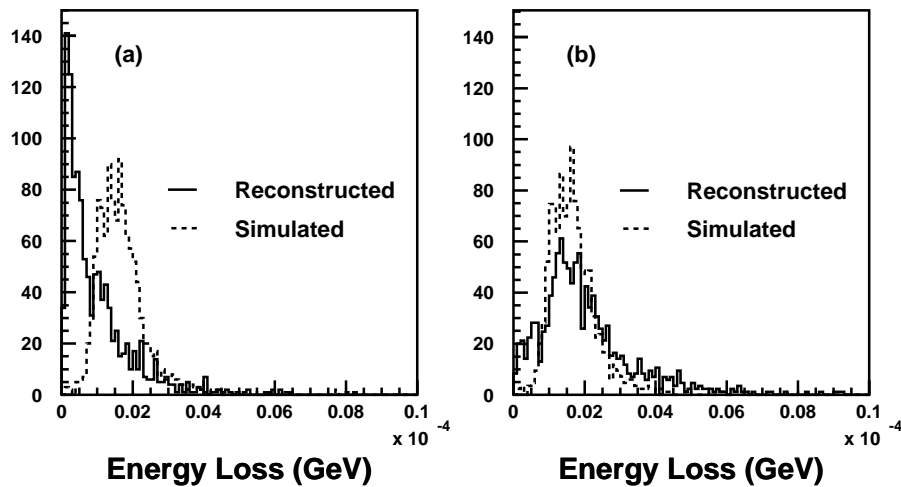 (a)
140
120
100
80
60
40
20
0
Reconstructed
Simulated
0 0.02 0.04 0.06 0.08 0.1
x 10 -4
Energy Loss (GeV)
(b)
140
120
100
80
60
40
20
0
Reconstructed
Simulated
0 0.02 0.04 0.06 0.08 0.1
x 10 -4
Energy Loss (GeV)